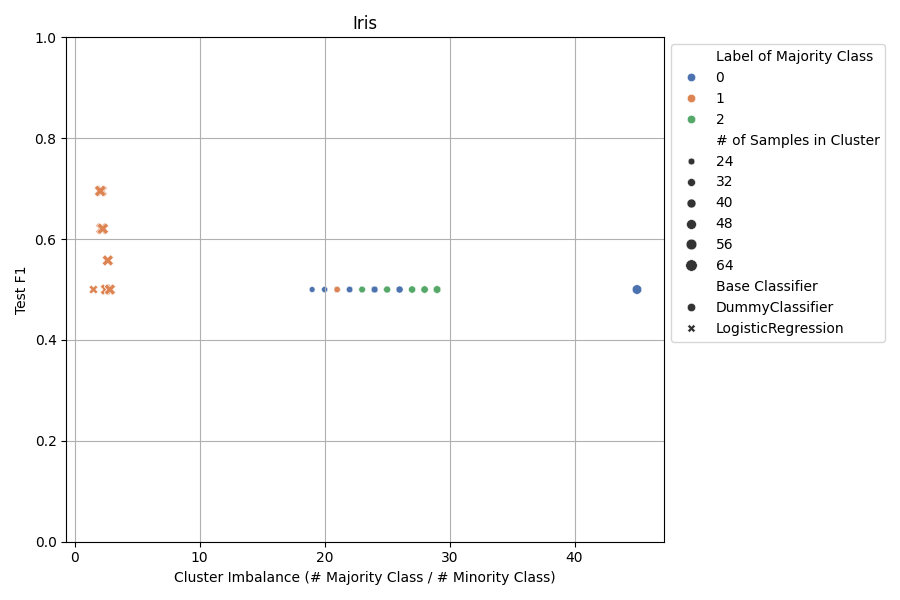 Iris
1.0
0.8
0.6
0.4
0.2
0.0
Test F1
0
10
20
30
40
Cluster Imbalance (# Majority Class / # Minority Class)
Label of Majority Class
0
1
2
# of Samples in Cluster
24
32
40
48
56
64
Base Classifier
DummyClassifier
LogisticRegression